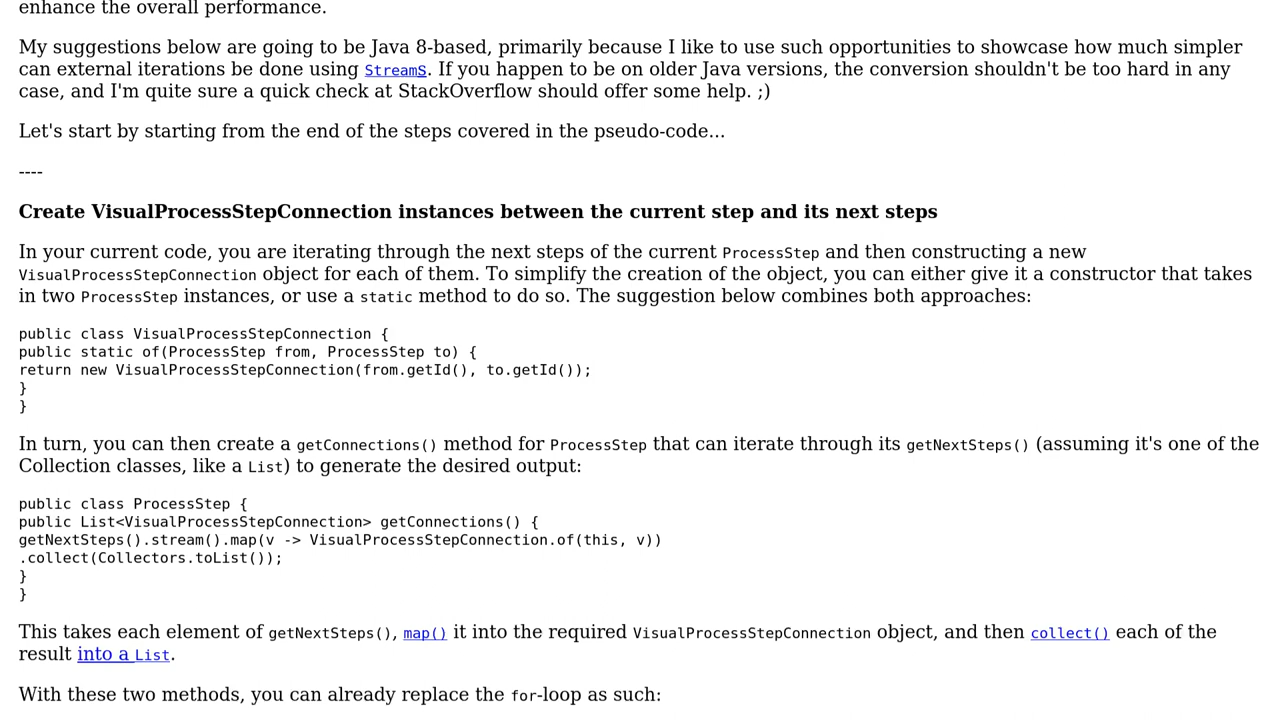 enhance the overall performance.
My suggestions below are going to be Java 8-based, primarily because I like to use such opportunities to showcase how much simpler
can external iterations be done using Streams. If you happen to be on older Java versions, the conversion shouldn't be too hard in any
case, and I'm quite sure a quick check at StackOverflow should offer some help. ;)
Let's start by starting from the end of the steps covered in the pseudo-code...
----
Create VisualProcessStepConnection instances between the current step and its next steps
In your current code, you are iterating through the next steps of the current ProcessStep and then constructing a new
VisualProcessStepConnection object for each of them. To simplify the creation of the object, you can either give it a constructor that takes
in two ProcessStep instances, or use a static method to do so. The suggestion below combines both approaches:
public class VisualProcessStepConnection {
public static of(ProcessStep from, ProcessStep to) {
return new VisualProcessStepConnection(from.getId(), to.getId());
}
}
In turn, you can then create a getConnections() method for ProcessStep that can iterate through its getNextSteps() (assuming it's one of the
Collection classes, like a List) to generate the desired output:
public class ProcessStep {
public List<VisualProcessStepConnection> getConnections() {
getNextSteps().stream().map(v -> VisualProcessStepConnection.of(this, v))
.collect(Collectors.toList());
}
}
This takes each element of getNextSteps(), map() it into the required VisualProcessStepConnection object, and then collect() each of the
result into a List.
With these two methods, you can already replace the for-loop as such: